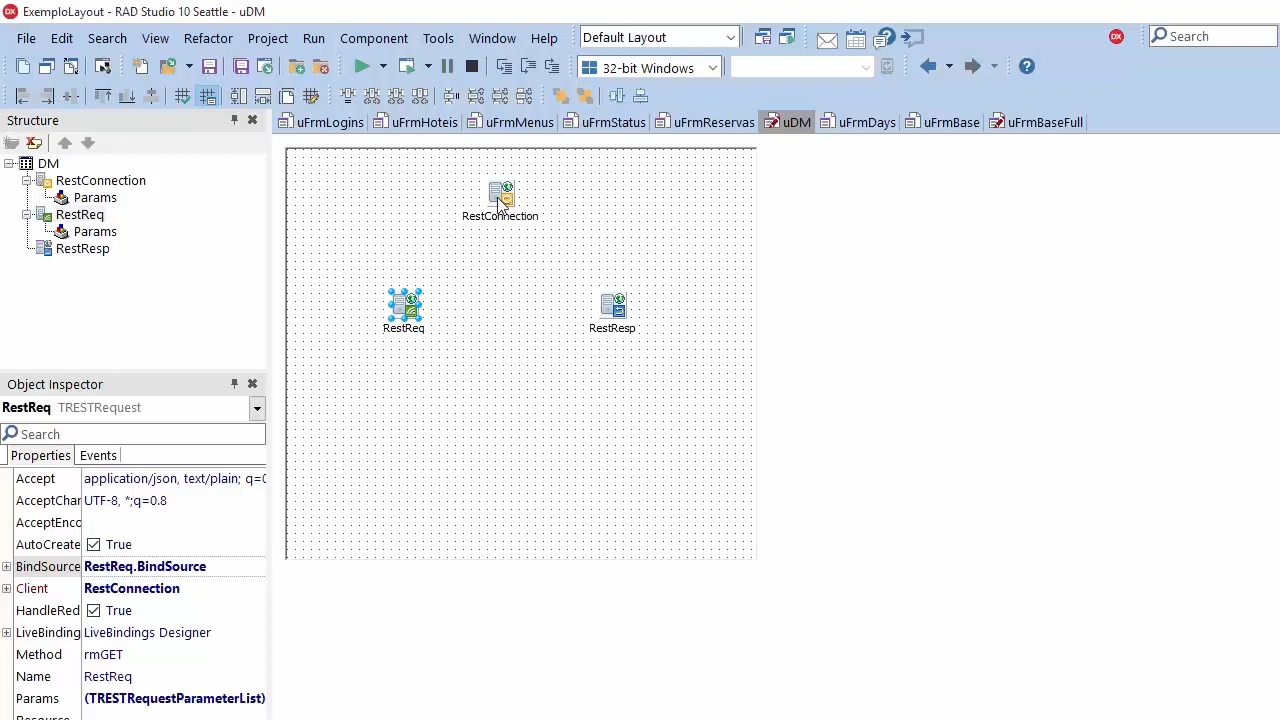 ExemploLayout - RAD Studio 10 Seattle - uDM
File Edit Search View Refactor Project Run Component Tools Window Help
Default Layout
Search
32-bit Windows
Structure
uFrmLogins uFrmHoteis uFrmMenus uFrmStatus uFrmReservas uDM uFrmDays uFrmBase uFrmBaseFull
DM
RestConnection
Params
RestReq
Params
RestResp
RestConnection
RestReq
RestResp
Object Inspector
RestReq TRESTRequest
Search
Properties Events
Accept application/json, text/plain; q=0
AcceptChar UTF-8, *;q=0.8
AcceptEnco
AutoCreate True
BindSource RestReq.BindSource
Client RestConnection
HandleRed True
LiveBinding LiveBindings Designer
Method rmGET
Name RestReq
Params (TRESTRequestParameterList)
Resource